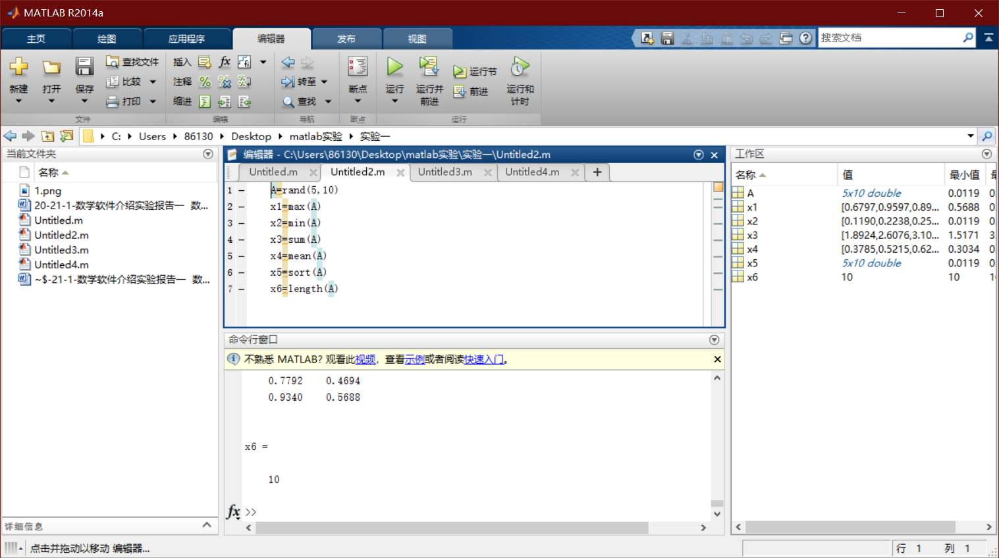 MATLAB R2014a
主页 绘图 应用程序 编辑器 发布 视图 搜索文档
新建 打开 保存 查找文件 比较 打印
文件
插入 fx 注释 缩进
编辑
转至 查找
导航
断点
断点
运行 运行并前进 运行节 前进 运行和计时
运行
C: Users 86130 Desktop matlab实验 实验一
当前文件夹
名称
1.png
20-21-1-数学软件介绍实验报告一 数...
Untitled.m
Untitled2.m
Untitled3.m
Untitled4.m
~$-21-1-数学软件介绍实验报告一 数...
详细信息
编辑器 - C:\Users\86130\Desktop\matlab实验\实验一\Untitled2.m
Untitled.m Untitled2.m Untitled3.m Untitled4.m
1 – A=rand(5,10)
2 – x1=max(A)
3 – x2=min(A)
4 – x3=sum(A)
5 – x4=mean(A)
6 – x5=sort(A)
7 – x6=length(A)
命令行窗口
不熟悉 MATLAB? 观看此视频, 查看示例或者阅读快速入门。
0.7792 0.4694
0.9340 0.5688
x6 =
10
fx >>
工作区
名称 值 最小值
A 5x10 double 0.0119 0.
x1 [0.6797,0.9597,0.89... 0.5688 0.
x2 [0.1190,0.2238,0.25... 0.0119 0.
x3 [1.8924,2.6076,3.10... 1.5171 3.
x4 [0.3785,0.5215,0.62... 0.3034 0.
x5 5x10 double 0.0119 0.
x6 10 10 1
点击并拖动以移动 编辑器...
行 1 列 1